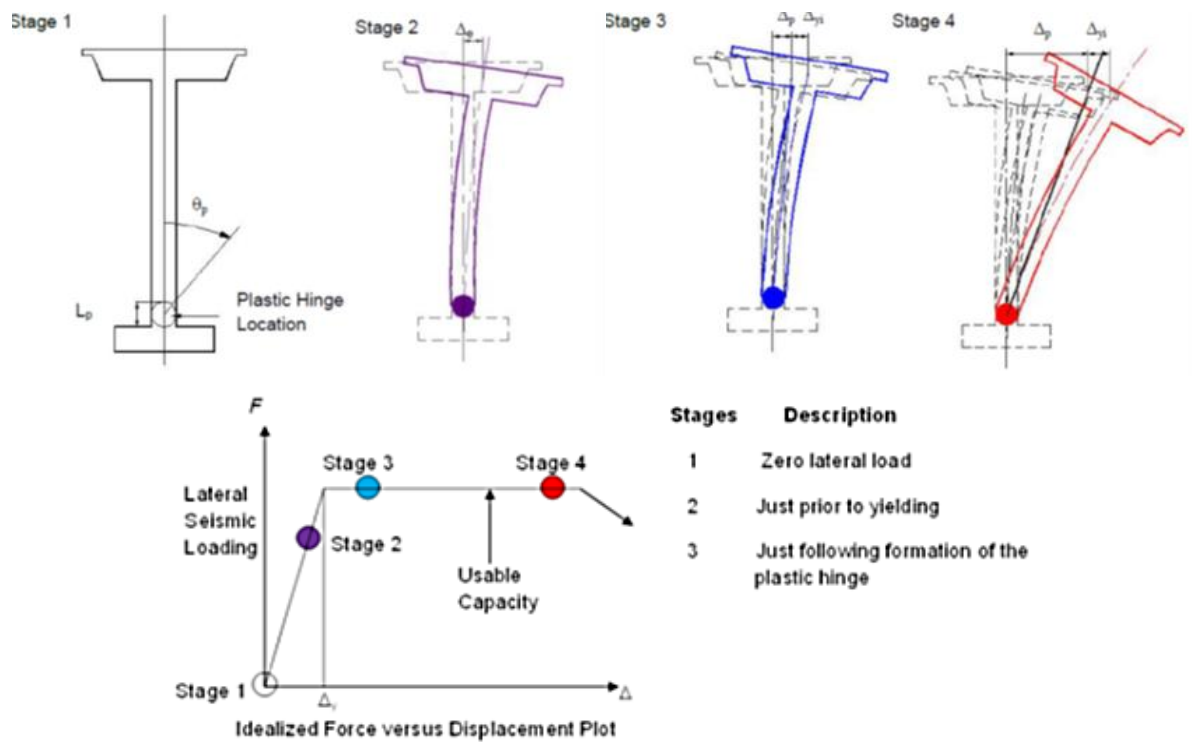 Stage 1
Stage 2
Δe
Stage 3
Δp Δyi
Stage 4
Δp Δyi
θp
Lp
Plastic Hinge
Location
F
Stage 3
Stage 4
Lateral
Seismic
Loading
Stage 2
Usable
Capacity
Stage 1
Δy
Δ
Idealized Force versus Displacement Plot
Stages Description
1 Zero lateral load
2 Just prior to yielding
3 Just following formation of the
plastic hinge